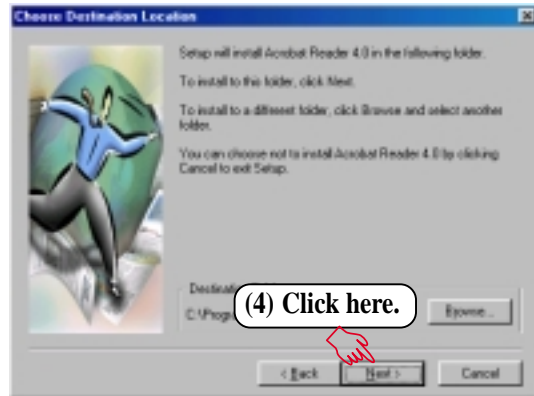 Choose Destination Location
Setup will install Acrobat Reader 4.0 in the following folder.
To install to this folder, click Next.
To install to a different folder, click Browse and select another
folder.
You can choose not to install Acrobat Reader 4.0 by clicking
Cancel to exit Setup.
(4) Click here.
Browse...
< Back
Next >
Cancel